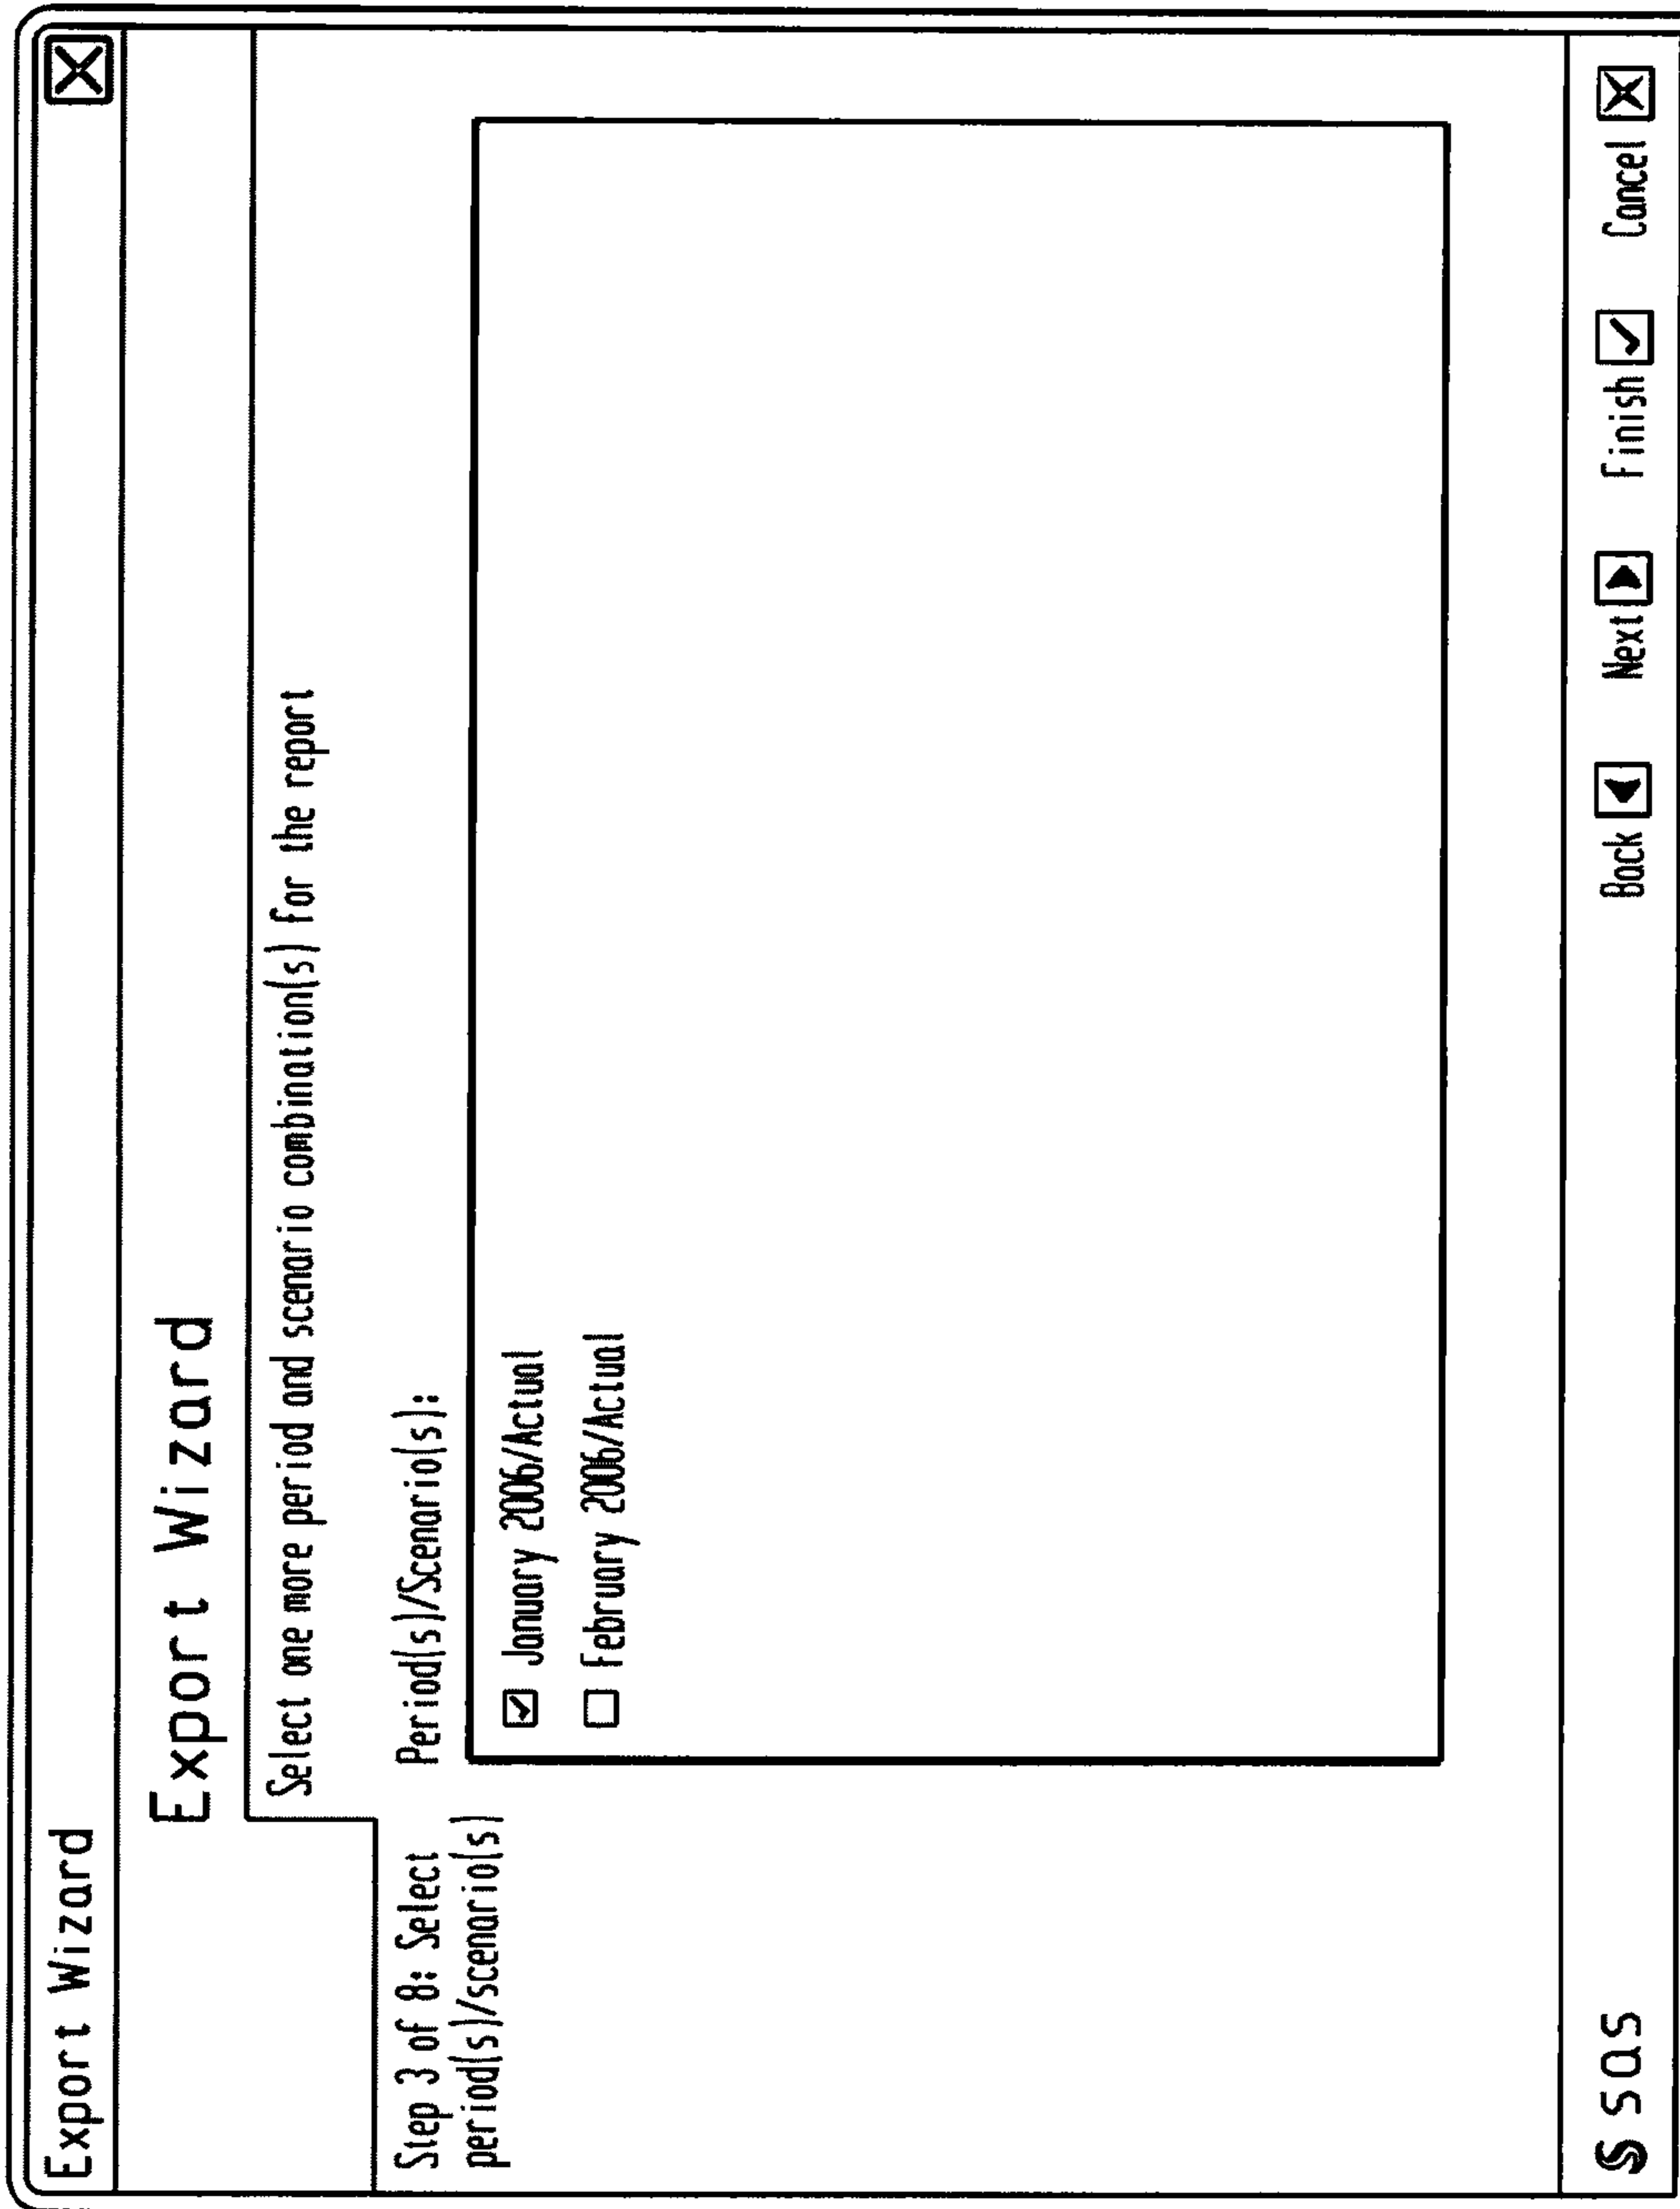 Export Wizard
Export Wizard
Select one more period and scenario combination(s) for the report
Step 3 of 8: Select
period(s)/scenario(s)
Period(s)/Scenario(s):
January 2006/Actual
February 2006/Actual
sas
Back Next Finish Cancel